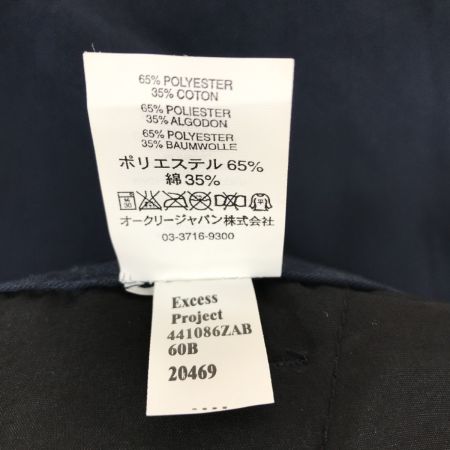 65% POLYESTER
35% COTON
65% POLIESTER
35% ALGODON
65% POLYESTER
35% BAUMWOLLE
ポリエステル 65%
綿 35%
オークリージャパン株式会社
03-3716-9300
Excess
Project
441086ZAB
60B
20469